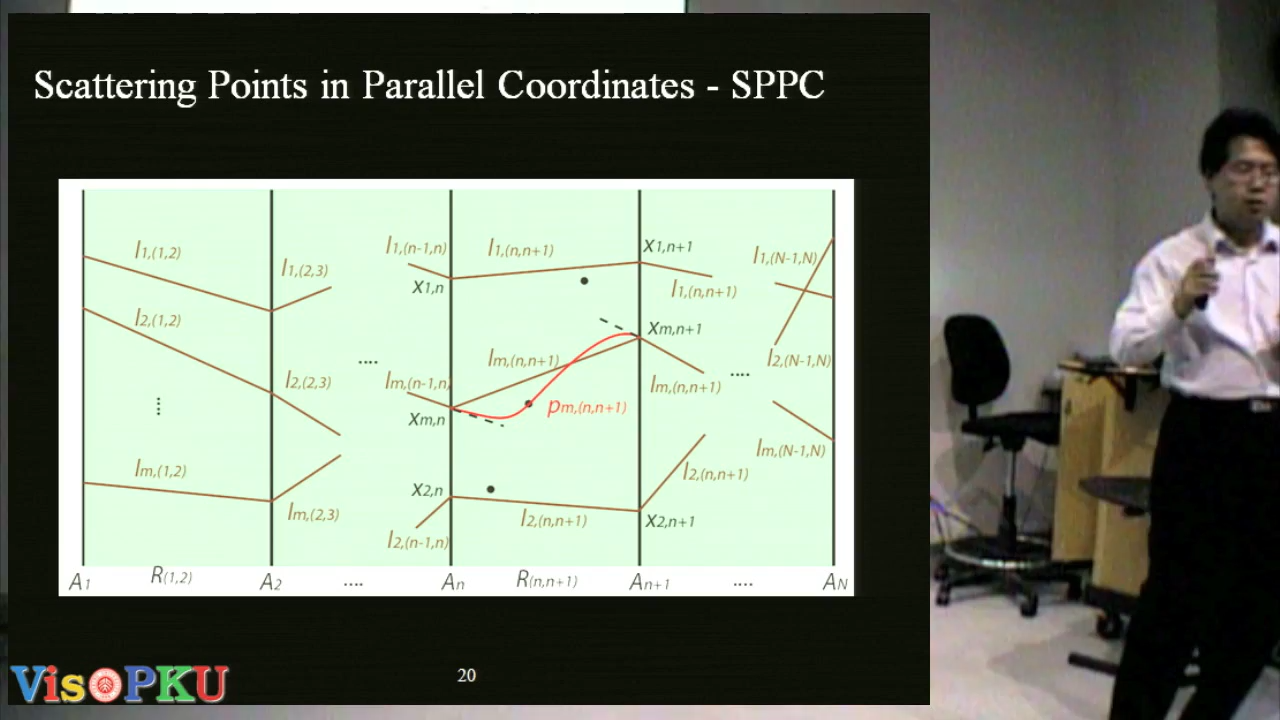 Scattering Points in Parallel Coordinates - SPPC
l1,(1,2)
l1,(2,3)
l1,(n-1,n)
l1,(n,n+1)
x1,n+1
l1,(N-1,N)
x1,n
l1,(n,n+1)
l2,(1,2)
xm,n+1
....
lm,(n,n+1)
l2,(N-1,N)
l2,(2,3)
lm,(n-1,n)
lm,(n,n+1)
....
xm,n
pm,(n,n+1)
lm,(1,2)
lm,(N-1,N)
l2,(n,n+1)
x2,n
lm,(2,3)
l2,(n,n+1)
x2,n+1
l2,(n-1,n)
A1 R(1,2) A2 .... An R(n,n+1) An+1 .... AN
VisPKU
20